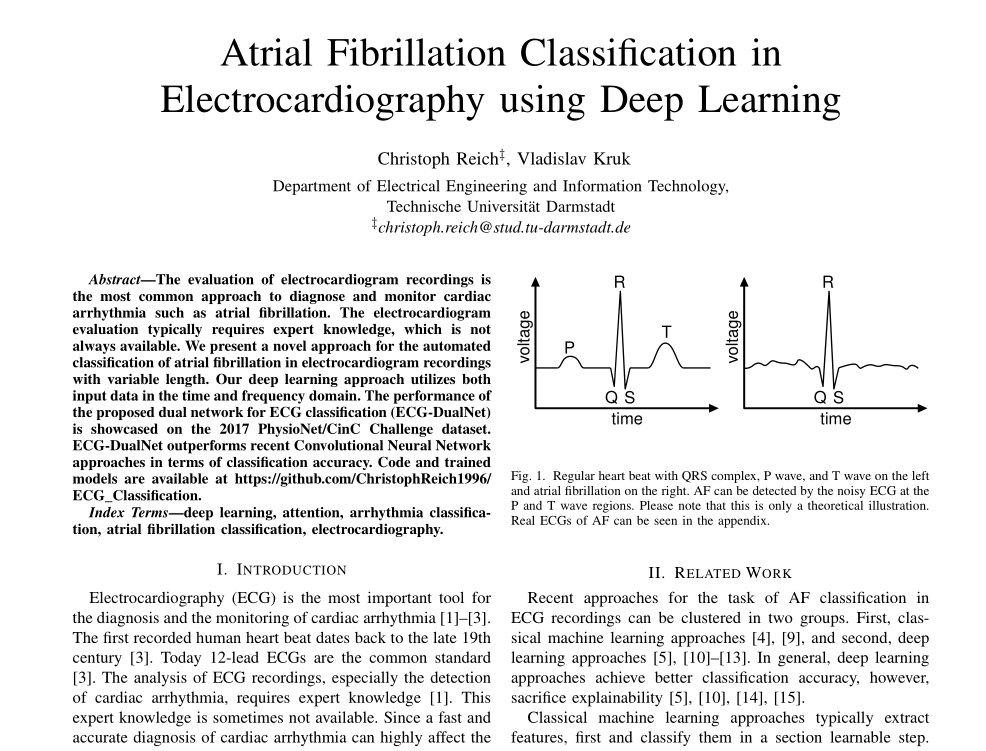 Atrial Fibrillation Classification in
Electrocardiography using Deep Learning
Christoph Reich‡, Vladislav Kruk
Department of Electrical Engineering and Information Technology,
Technische Universität Darmstadt
‡christoph.reich@stud.tu-darmstadt.de
Abstract—The evaluation of electrocardiogram recordings is
the most common approach to diagnose and monitor cardiac
arrhythmia such as atrial fibrillation. The electrocardiogram
evaluation typically requires expert knowledge, which is not
always available. We present a novel approach for the automated
classification of atrial fibrillation in electrocardiogram recordings
with variable length. Our deep learning approach utilizes both
input data in the time and frequency domain. The performance of
the proposed dual network for ECG classification (ECG-DualNet)
is showcased on the 2017 PhysioNet/CinC Challenge dataset.
ECG-DualNet outperforms recent Convolutional Neural Network
approaches in terms of classification accuracy. Code and trained
models are available at https://github.com/ChristophReich1996/
ECG_Classification.
Index Terms—deep learning, attention, arrhythmia classifica-
tion, atrial fibrillation classification, electrocardiography.
I. INTRODUCTION
Electrocardiography (ECG) is the most important tool for
the diagnosis and the monitoring of cardiac arrhythmia [1]–[3].
The first recorded human heart beat dates back to the late 19th
century [3]. Today 12-lead ECGs are the common standard
[3]. The analysis of ECG recordings, especially the detection
of cardiac arrhythmia, requires expert knowledge [1]. This
expert knowledge is sometimes not available. Since a fast and
accurate diagnosis of cardiac arrhythmia can highly affect the
voltage
P
R
Q S
T
time
voltage
R
Q S
time
Fig. 1. Regular heart beat with QRS complex, P wave, and T wave on the left
and atrial fibrillation on the right. AF can be detected by the noisy ECG at the
P and T wave regions. Please note that this is only a theoretical illustration.
Real ECGs of AF can be seen in the appendix.
II. RELATED WORK
Recent approaches for the task of AF classification in
ECG recordings can be clustered in two groups. First, clas-
sical machine learning approaches [4], [9], and second, deep
learning approaches [5], [10]–[13]. In general, deep learning
approaches achieve better classification accuracy, however,
sacrifice explainability [5], [10], [14], [15].
Classical machine learning approaches typically extract
features, first and classify them in a section learnable step.